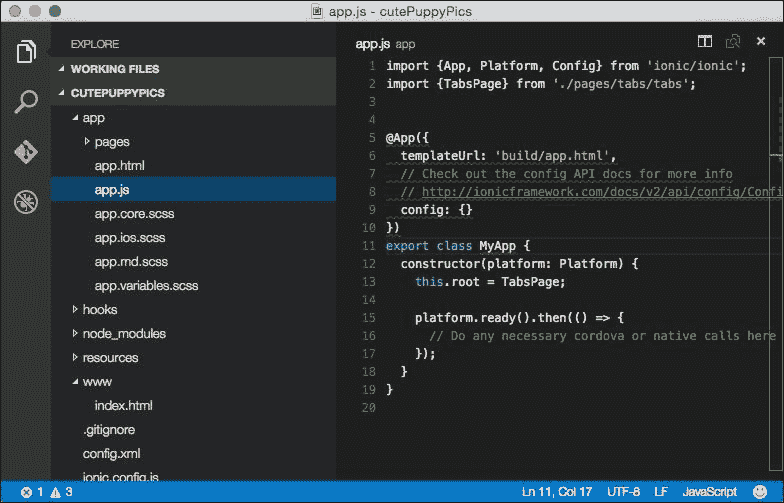 app.js - cutePuppyPics
EXPLORE
WORKING FILES
CUTEPUPPYPICS
app
pages
app.html
app.js
app.core.scss
app.ios.scss
app.md.scss
app.variables.scss
hooks
node_modules
resources
www
index.html
.gitignore
config.xml
ionic.config.js
app.js app
1 import {App, Platform, Config} from 'ionic/ionic';
2 import {TabsPage} from './pages/tabs/tabs';
3
4
5 @App({
6 templateUrl: 'build/app.html',
7 // Check out the config API docs for more info
8 // http://ionicframework.com/docs/v2/api/config/Confi
9 config: {}
10 })
11 export class MyApp {
12 constructor(platform: Platform) {
13 this.root = TabsPage;
14
15 platform.ready().then(() => {
16 // Do any necessary cordova or native calls here
17 });
18 }
19 }
20
1 3 Ln 11, Col 17 UTF-8 LF JavaScript